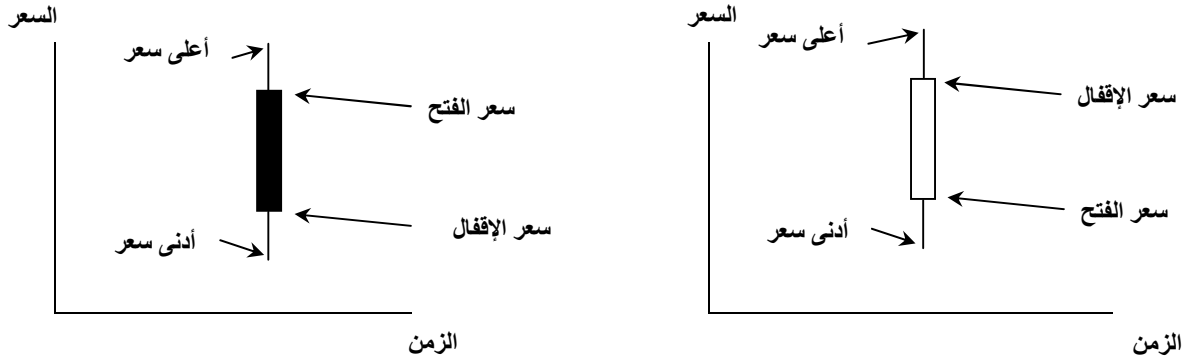 السعر
أعلى سعر
سعر الفتح
سعر الإقفال
أدنى سعر
الزمن
السعر
أعلى سعر
سعر الإقفال
سعر الفتح
أدنى سعر
الزمن